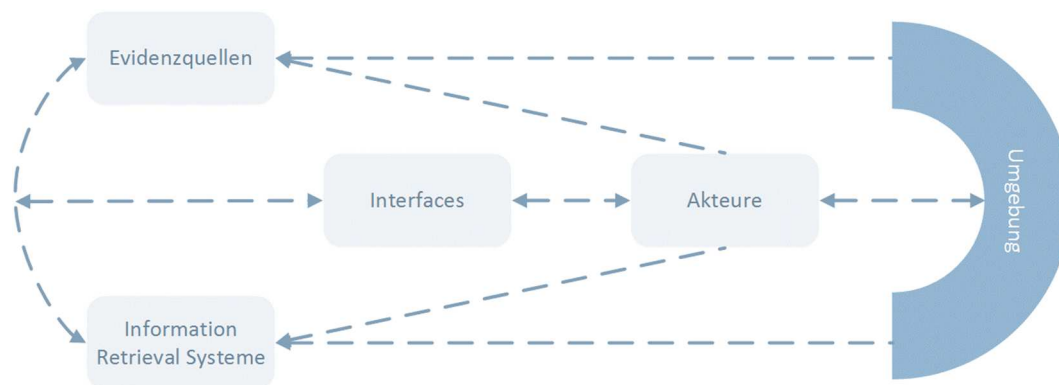 Evidenzquellen
Interfaces
Akteure
Umgebung
Information
Retrieval Systeme